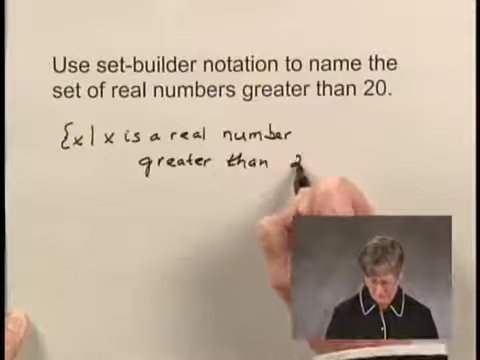 Use set-builder notation to name the
set of real numbers greater than 20.
{x| x is a real number
greater than 2